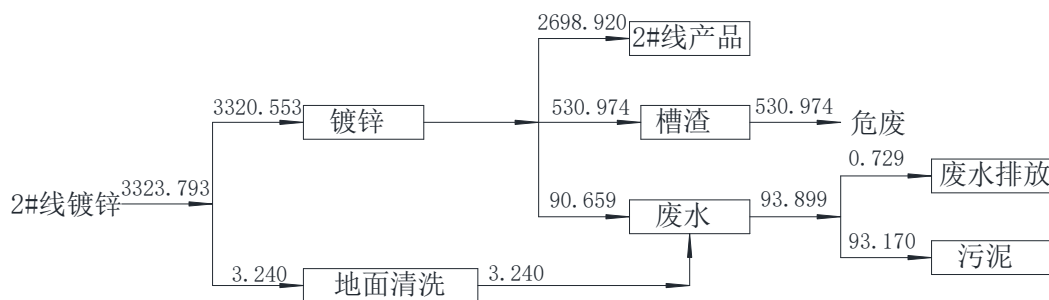 2698.920
2#线产品
3320.553
镀锌
530.974
槽渣
530.974
危废
0.729
废水排放
2#线镀锌
3323.793
90.659
废水
93.899
93.170
污泥
3.240
地面清洗
3.240